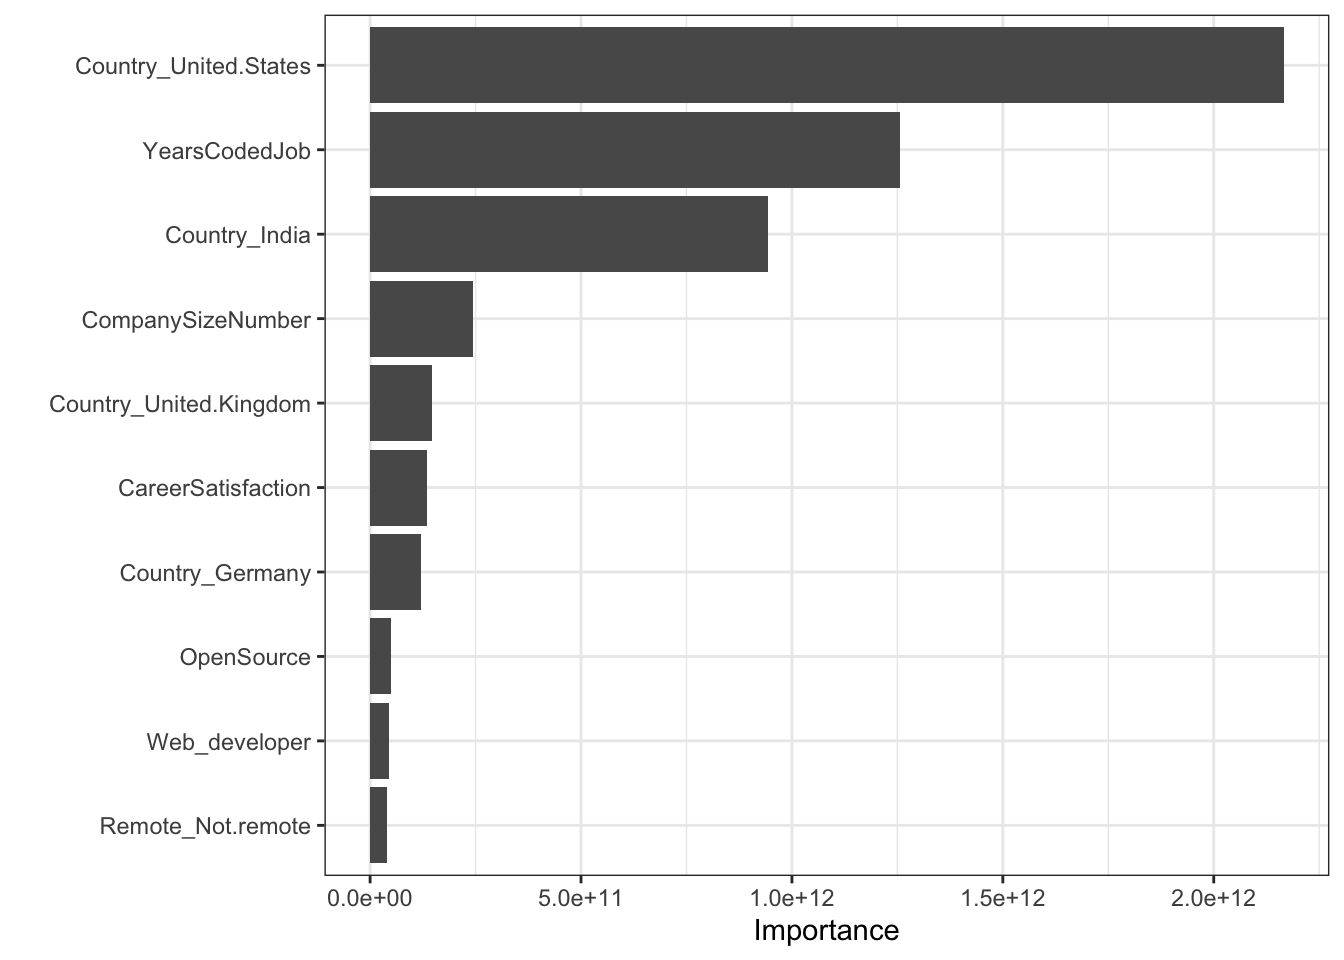 Country_United.States
YearsCodedJob
Country_India
CompanySizeNumber
Country_United.Kingdom
CareerSatisfaction
Country_Germany
OpenSource
Web_developer
Remote_Not.remote
0.0e+00 5.0e+11 1.0e+12 1.5e+12 2.0e+12
Importance